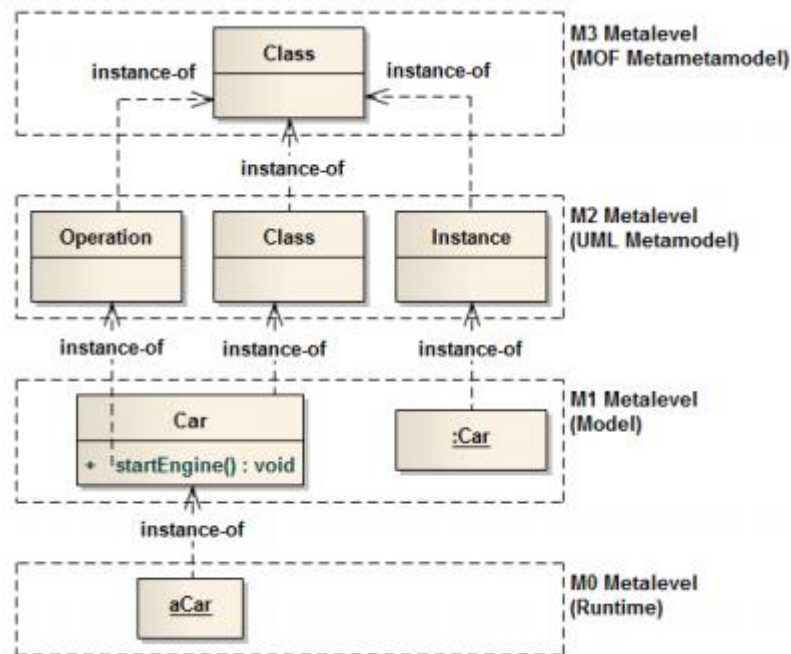 M3 Metalevel
(MOF Metametamodel)
Class
instance-of
instance-of
instance-of
M2 Metalevel
(UML Metamodel)
Operation
Class
Instance
instance-of
instance-of
instance-of
M1 Metalevel
(Model)
Car
+ startEngine() : void
:Car
instance-of
M0 Metalevel
(Runtime)
aCar